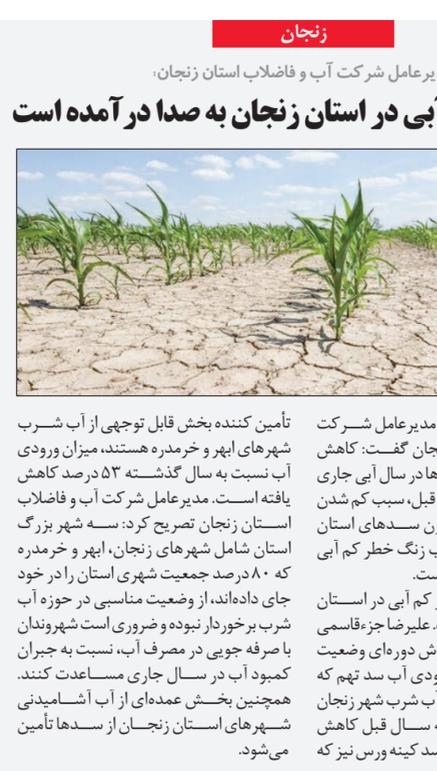 زنجان
مدیرعامل شرکت آب و فاضلاب استان زنجان:
آبی در استان زنجان به صدا درآمده است
مدیرعامل شـرکت
گفـت: کاهش
ها در سال آبی جاری
قبل، سبب کم شدن
سـدهای استان
زنگ خطر کم آبی
ست.
کم آبی در اسـتان
علیرضا جزءقاسمی
دوره‌ای وضعیت
ودی آب سد تهم که
شرب شهر زنجان
سـال قبل کاهش
سد کینه ورس نیز که
تأمین کننده بخش قابل توجهی از آب شـرب
شهرهای ابهر و خرمدره هستند، میزان ورودی
آب نسبت به سال گذشـته ۵۳ درصد کاهش
یافته اسـت. مدیرعامل شرکت آب و فاضلاب
اسـتان زنجان تصریح کرد: سـه شهر بزرگ
استان شامل شهرهای زنجان، ابهر و خرمدره
که ۸۰ درصد جمعیت شهری استان را در خود
جای داده‌اند، از وضعیت مناسبی در حوزه آب
شرب برخوردار نبوده و ضروری است شهروندان
با صرفه جویی در مصرف آب، نسبت به جبران
کمبود آب در سـال جاری مسـاعدت کنند.
همچنین بخـش عمده‌ای از آب آشـامیدنی
شـهرهای اسـتان زنجـان از سـدها تأمین
می‌شود.